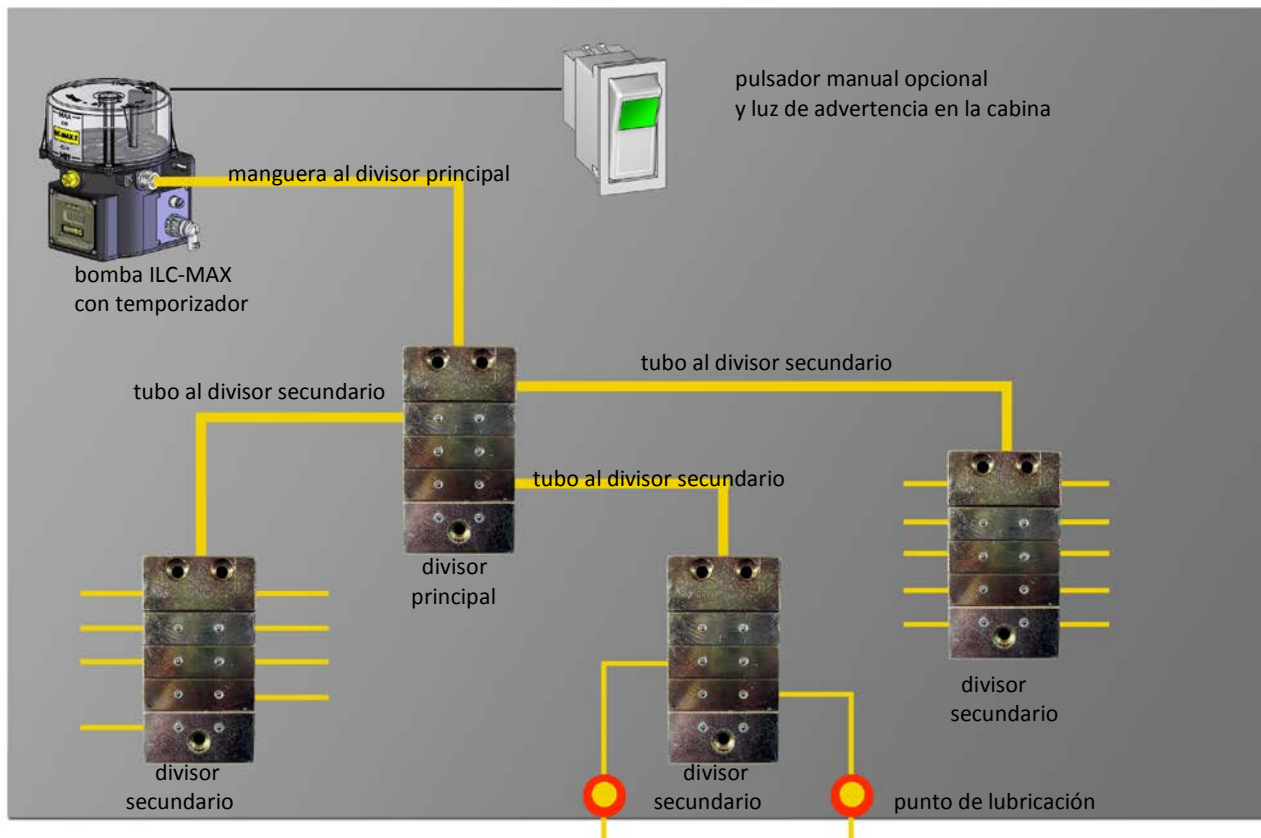 pulsador manual opcional
y luz de advertencia en la cabina
MAX
manguera al divisor principal
bomba ILC-MAX
con temporizador
tubo al divisor secundario
tubo al divisor secundario
tubo al divisor secundario
divisor
principal
divisor
secundario
divisor
secundario
divisor
secundario
punto de lubricación